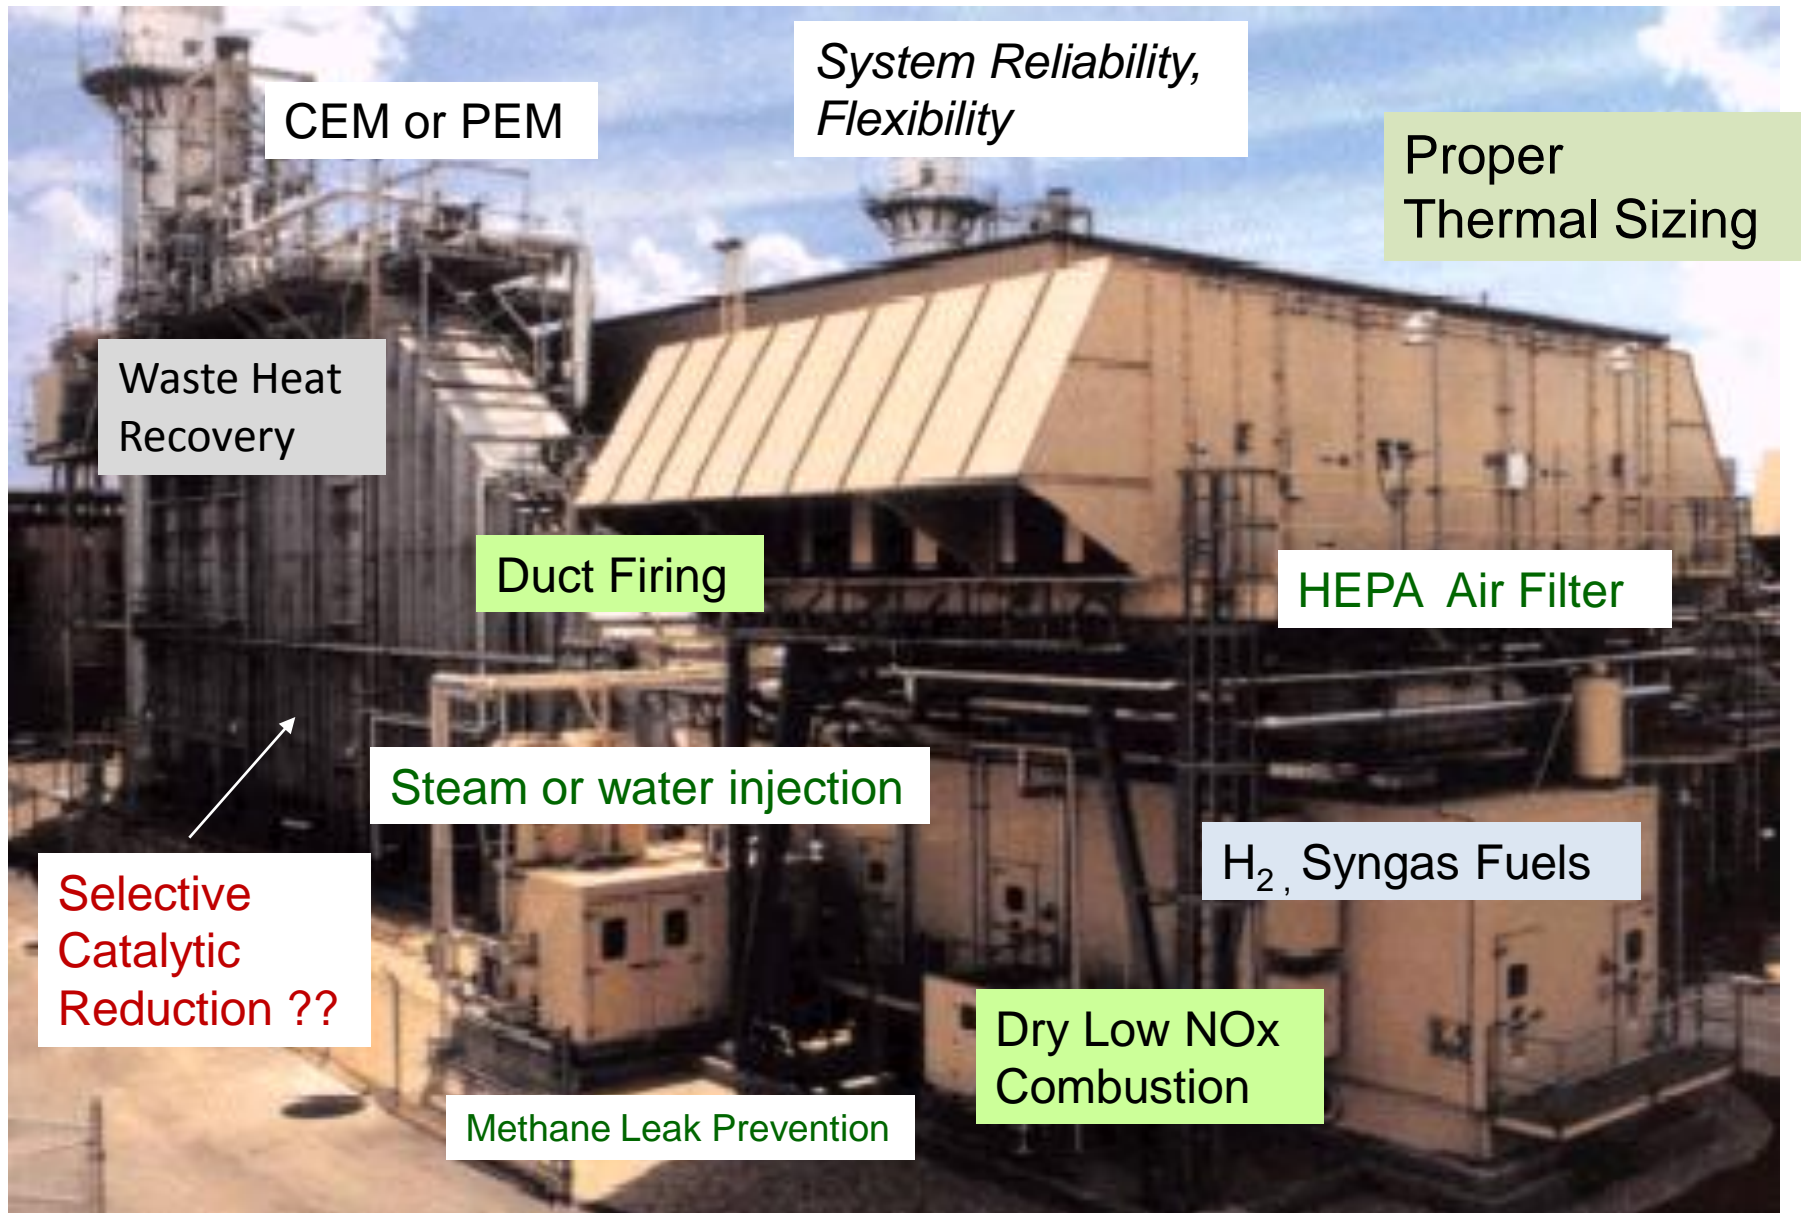 System Reliability,
Flexibility
CEM or PEM
Proper
Thermal Sizing
Waste Heat
Recovery
Duct Firing
HEPA  Air Filter
Steam or water injection
H₂ , Syngas Fuels
Selective
Catalytic
Reduction ??
Dry Low NOx
Combustion
Methane Leak Prevention